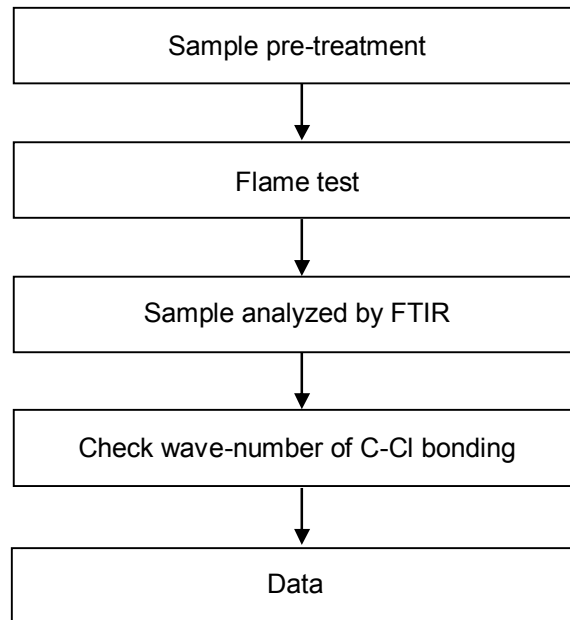 Sample pre-treatment
Flame test
Sample analyzed by FTIR
Check wave-number of C-Cl bonding
Data